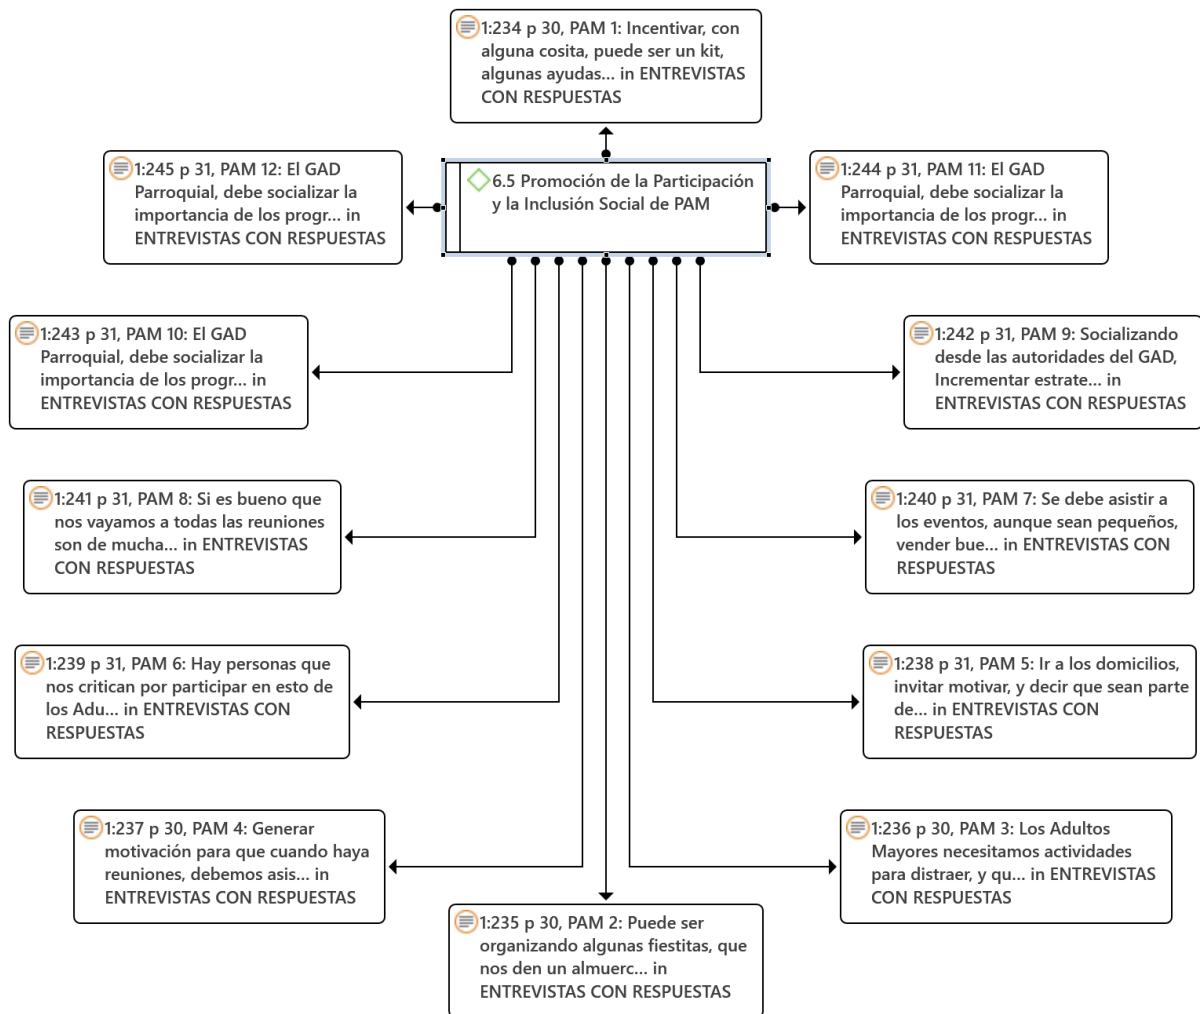 1:234 p 30, PAM 1: Incentivar, con
alguna cosita, puede ser un kit,
algunas ayudas... in ENTREVISTAS
CON RESPUESTAS
1:245 p 31, PAM 12: El GAD
Parroquial, debe socializar la
importancia de los progr... in
ENTREVISTAS CON RESPUESTAS
6.5 Promoción de la Participación
y la Inclusión Social de PAM
1:244 p 31, PAM 11: El GAD
Parroquial, debe socializar la
importancia de los progr... in
ENTREVISTAS CON RESPUESTAS
1:243 p 31, PAM 10: El GAD
Parroquial, debe socializar la
importancia de los progr... in
ENTREVISTAS CON RESPUESTAS
1:242 p 31, PAM 9: Socializando
desde las autoridades del GAD,
Incrementar estrate... in
ENTREVISTAS CON RESPUESTAS
1:241 p 31, PAM 8: Si es bueno que
nos vayamos a todas las reuniones
son de mucha... in ENTREVISTAS
CON RESPUESTAS
1:240 p 31, PAM 7: Se debe asistir a
los eventos, aunque sean pequeños,
vender bue... in ENTREVISTAS CON
RESPUESTAS
1:239 p 31, PAM 6: Hay personas que
nos critican por participar en esto de
los Adu... in ENTREVISTAS CON
RESPUESTAS
1:238 p 31, PAM 5: Ir a los domicilios,
invitar motivar, y decir que sean parte
de... in ENTREVISTAS CON
RESPUESTAS
1:237 p 30, PAM 4: Generar
motivación para que cuando haya
reuniones, debemos asis... in
ENTREVISTAS CON RESPUESTAS
1:236 p 30, PAM 3: Los Adultos
Mayores necesitamos actividades
para distraer, y qu... in ENTREVISTAS
CON RESPUESTAS
1:235 p 30, PAM 2: Puede ser
organizando algunas fiestitas, que
nos den un almuerc... in
ENTREVISTAS CON RESPUESTAS